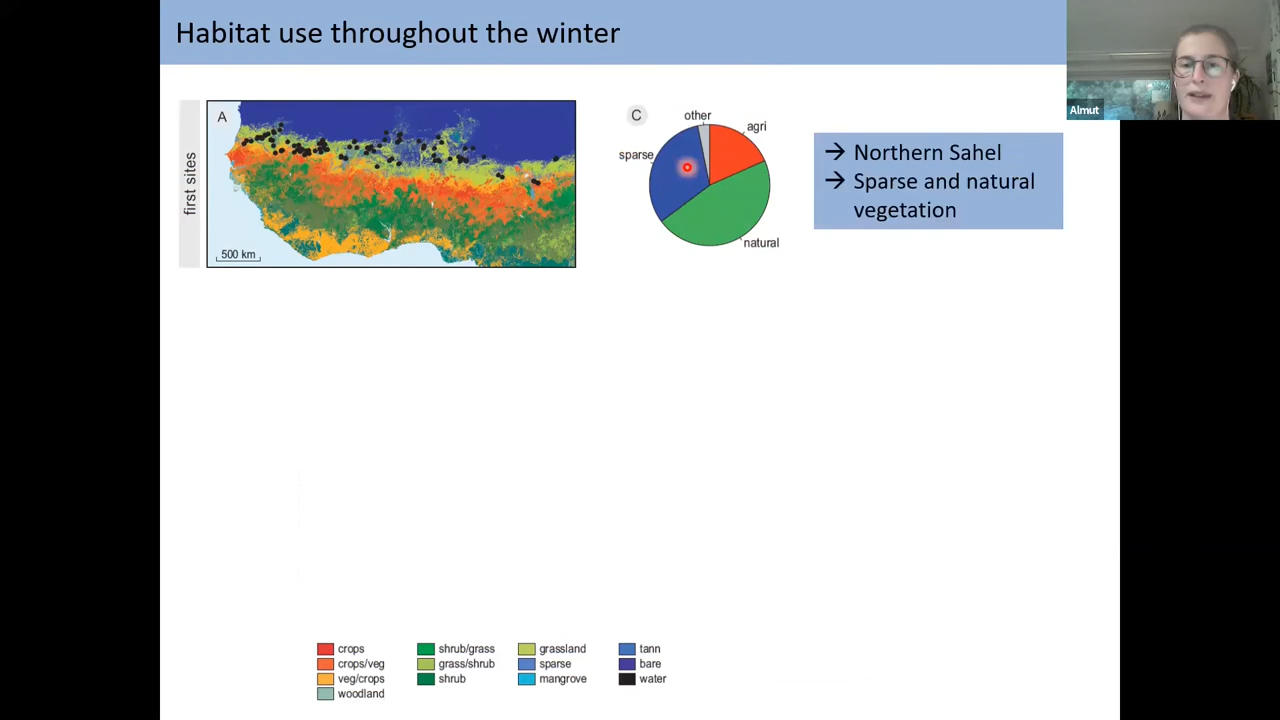 Habitat use throughout the winter
Almut
first sites
A
500 km
C
other
agri
sparse
natural
→ Northern Sahel
→ Sparse and natural
vegetation
crops
crops/veg
veg/crops
woodland
shrub/grass
grass/shrub
shrub
grassland
sparse
mangrove
tann
bare
water